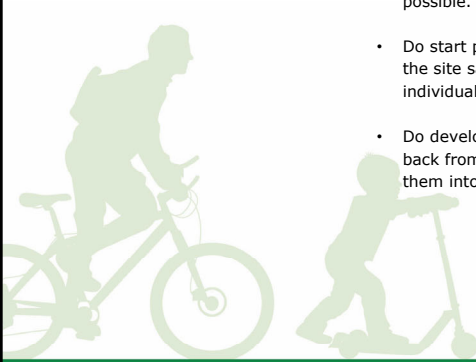 possible.
• Do start p
the site s
individual
• Do develo
back from
them into